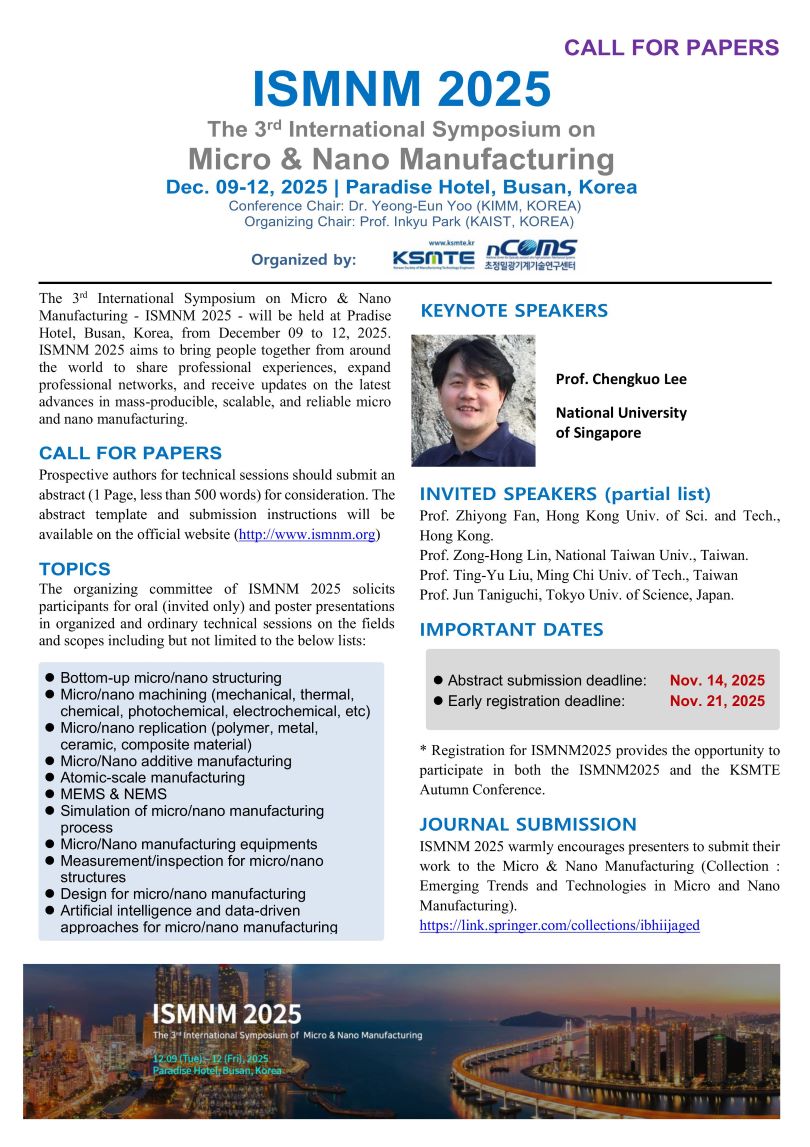 CALL FOR PAPERS
ISMNM 2025
The 3rd International Symposium on
Micro & Nano Manufacturing
Dec. 09-12, 2025 | Paradise Hotel, Busan, Korea
Conference Chair: Dr. Yeong-Eun Yoo (KIMM, KOREA)
Organizing Chair: Prof. Inkyu Park (KAIST, KOREA)
Organized by:
www.ksmte.kr
KSMTE
Korean Society of Manufacturing Technology Engineers
nCOMS
초정밀광기계기술연구센터
The 3rd International Symposium on Micro & Nano
Manufacturing - ISMNM 2025 - will be held at Pradise
Hotel, Busan, Korea, from December 09 to 12, 2025.
ISMNM 2025 aims to bring people together from around
the world to share professional experiences, expand
professional networks, and receive updates on the latest
advances in mass-producible, scalable, and reliable micro
and nano manufacturing.
CALL FOR PAPERS
Prospective authors for technical sessions should submit an
abstract (1 Page, less than 500 words) for consideration. The
abstract template and submission instructions will be
available on the official website (http://www.ismnm.org)
TOPICS
The organizing committee of ISMNM 2025 solicits
participants for oral (invited only) and poster presentations
in organized and ordinary technical sessions on the fields
and scopes including but not limited to the below lists:
● Bottom-up micro/nano structuring
● Micro/nano machining (mechanical, thermal,
chemical, photochemical, electrochemical, etc)
● Micro/nano replication (polymer, metal,
ceramic, composite material)
● Micro/Nano additive manufacturing
● Atomic-scale manufacturing
● MEMS & NEMS
● Simulation of micro/nano manufacturing
process
● Micro/Nano manufacturing equipments
● Measurement/inspection for micro/nano
structures
● Design for micro/nano manufacturing
● Artificial intelligence and data-driven
approaches for micro/nano manufacturing
KEYNOTE SPEAKERS
Prof. Chengkuo Lee
National University
of Singapore
INVITED SPEAKERS (partial list)
Prof. Zhiyong Fan, Hong Kong Univ. of Sci. and Tech.,
Hong Kong.
Prof. Zong-Hong Lin, National Taiwan Univ., Taiwan.
Prof. Ting-Yu Liu, Ming Chi Univ. of Tech., Taiwan
Prof. Jun Taniguchi, Tokyo Univ. of Science, Japan.
IMPORTANT DATES
● Abstract submission deadline: Nov. 14, 2025
● Early registration deadline: Nov. 21, 2025
* Registration for ISMNM2025 provides the opportunity to
participate in both the ISMNM2025 and the KSMTE
Autumn Conference.
JOURNAL SUBMISSION
ISMNM 2025 warmly encourages presenters to submit their
work to the Micro & Nano Manufacturing (Collection :
Emerging Trends and Technologies in Micro and Nano
Manufacturing).
https://link.springer.com/collections/ibhiijaged
ISMNM 2025
The 3rd International Symposium of Micro & Nano Manufacturing
12.09 (Tue) - 12 (Fri), 2025
Paradise Hotel, Busan, Korea